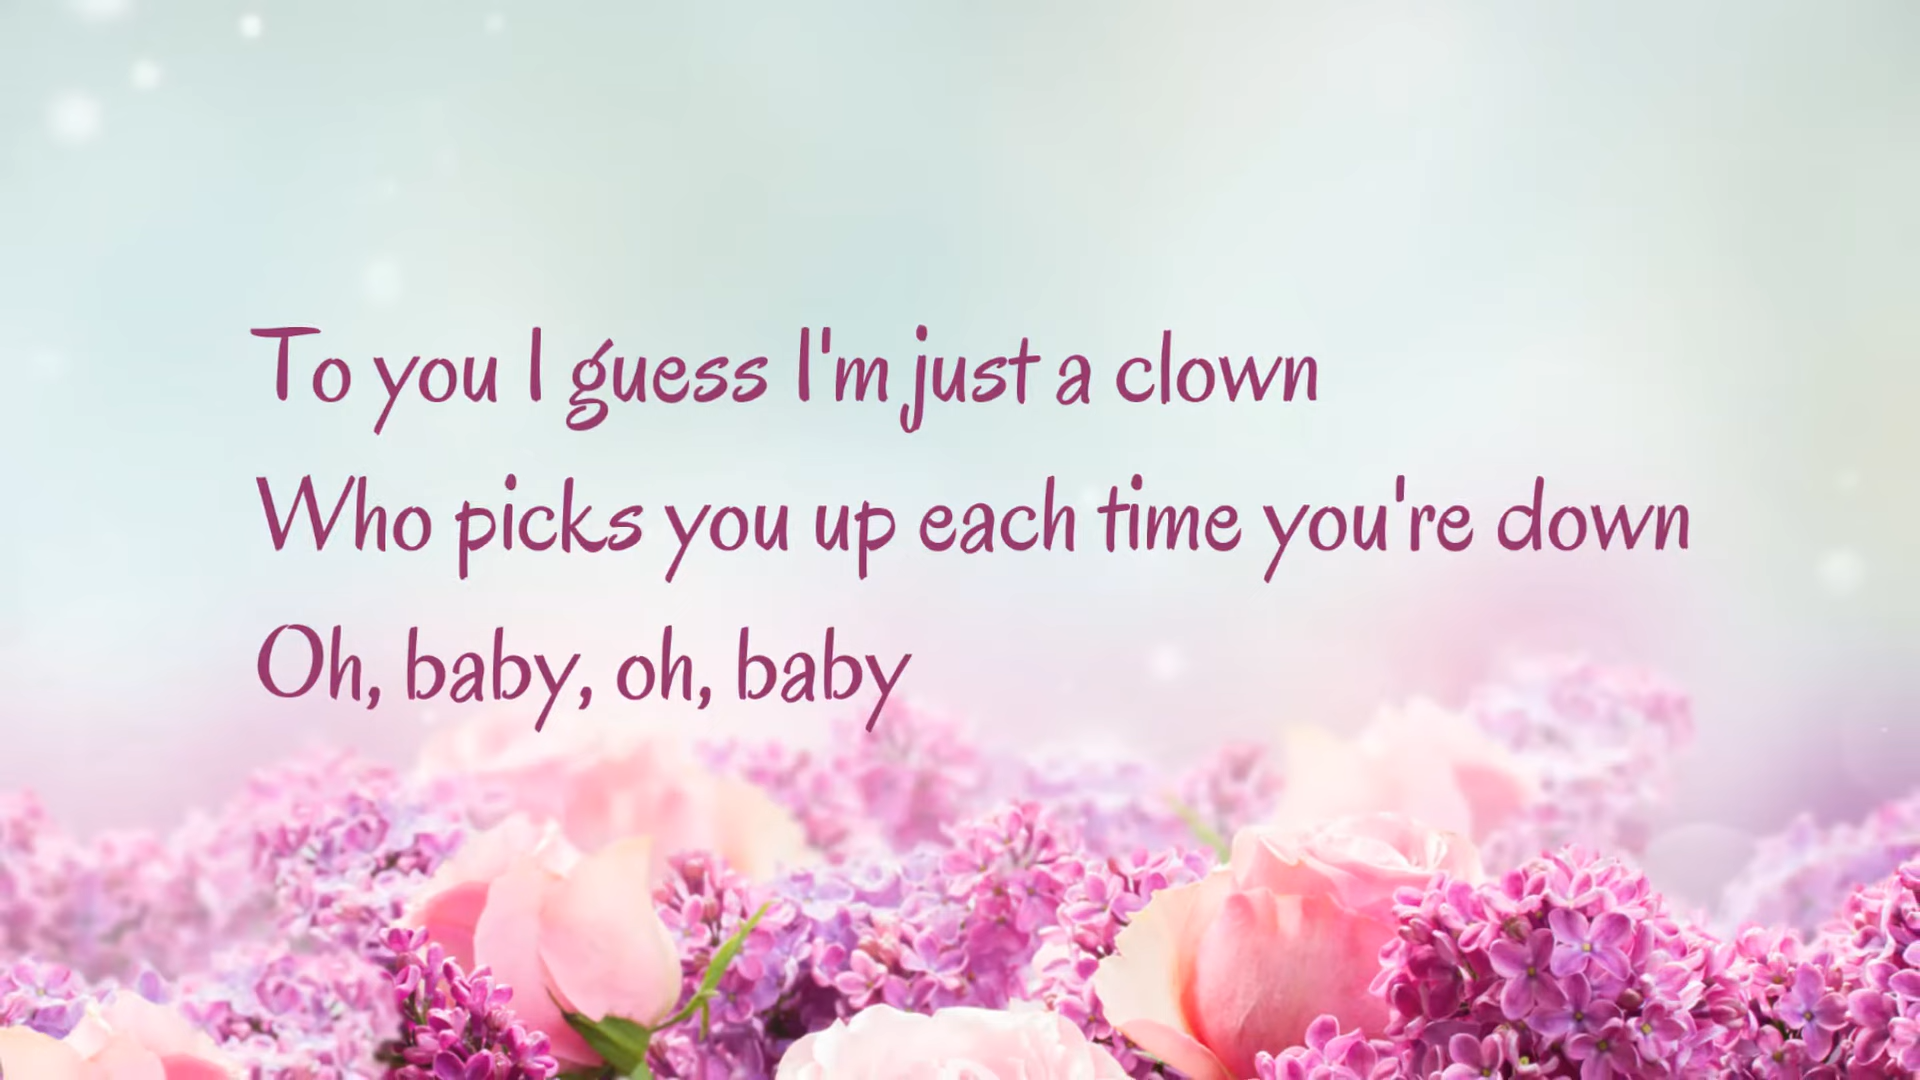 To you I guess I'm just a clown
Who picks you up each time you're down
Oh, baby, oh, baby